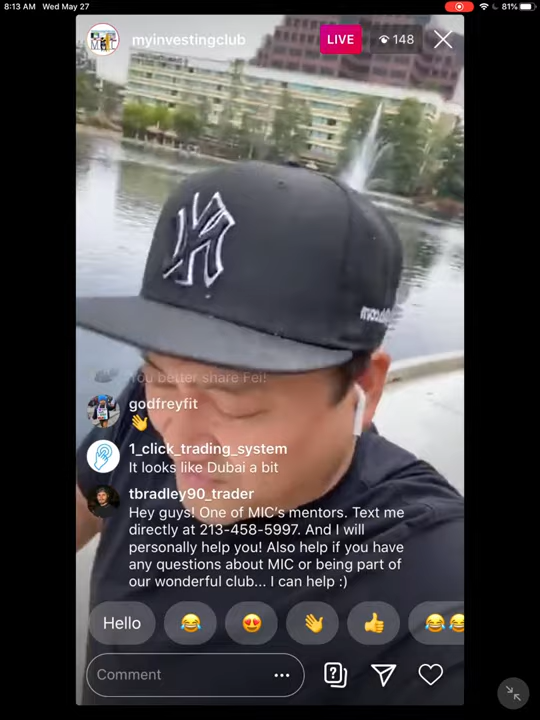 8:13 AM Wed May 27
81%
myinvestingclub
LIVE
148
You better share Fei!
godfreyfit
1_click_trading_system
It looks like Dubai a bit
tbradley90_trader
Hey guys! One of MIC's mentors. Text me
directly at 213-458-5997. And I will
personally help you! Also help if you have
any questions about MIC or being part of
our wonderful club... I can help :)
Hello
Comment